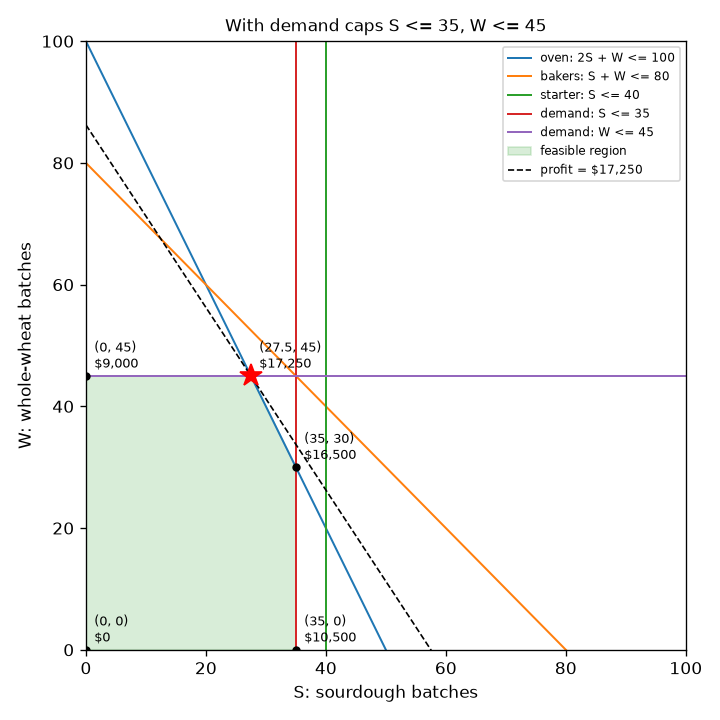 With demand caps S <= 35, W <= 45
oven: 2S + W <= 100
bakers: S + W <= 80
starter: S <= 40
demand: S <= 35
demand: W <= 45
feasible region
profit = $17,250
W: whole-wheat batches
100
80
60
40
20
0
(0, 45)
$9,000
(27.5, 45)
$17,250
(35, 30)
$16,500
(0, 0)
$0
(35, 0)
$10,500
0
20
40
60
80
100
S: sourdough batches